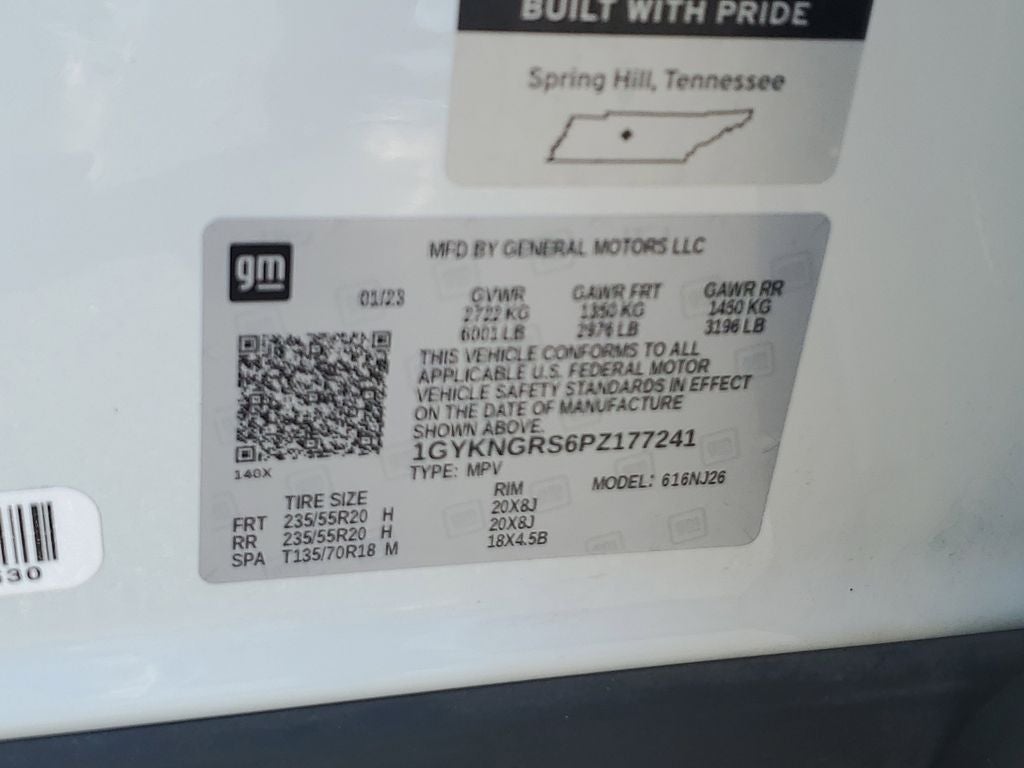 BUILT WITH PRIDE
Spring Hill, Tennessee
gm
MFD BY GENERAL MOTORS LLC
01/23 GVWR GAWR FRT GAWR RR
2722 KG 1350 KG 1450 KG
6001 LB 2976 LB 3196 LB
THIS VEHICLE CONFORMS TO ALL
APPLICABLE U.S. FEDERAL MOTOR
VEHICLE SAFETY STANDARDS IN EFFECT
ON THE DATE OF MANUFACTURE
SHOWN ABOVE.
1GYKNGRS6PZ177241
TYPE: MPV MODEL: 616NJ26
140X
TIRE SIZE RIM
FRT 235/55R20 H 20X8J
RR 235/55R20 H 20X8J
SPA T135/70R18 M 18X4.5B
530